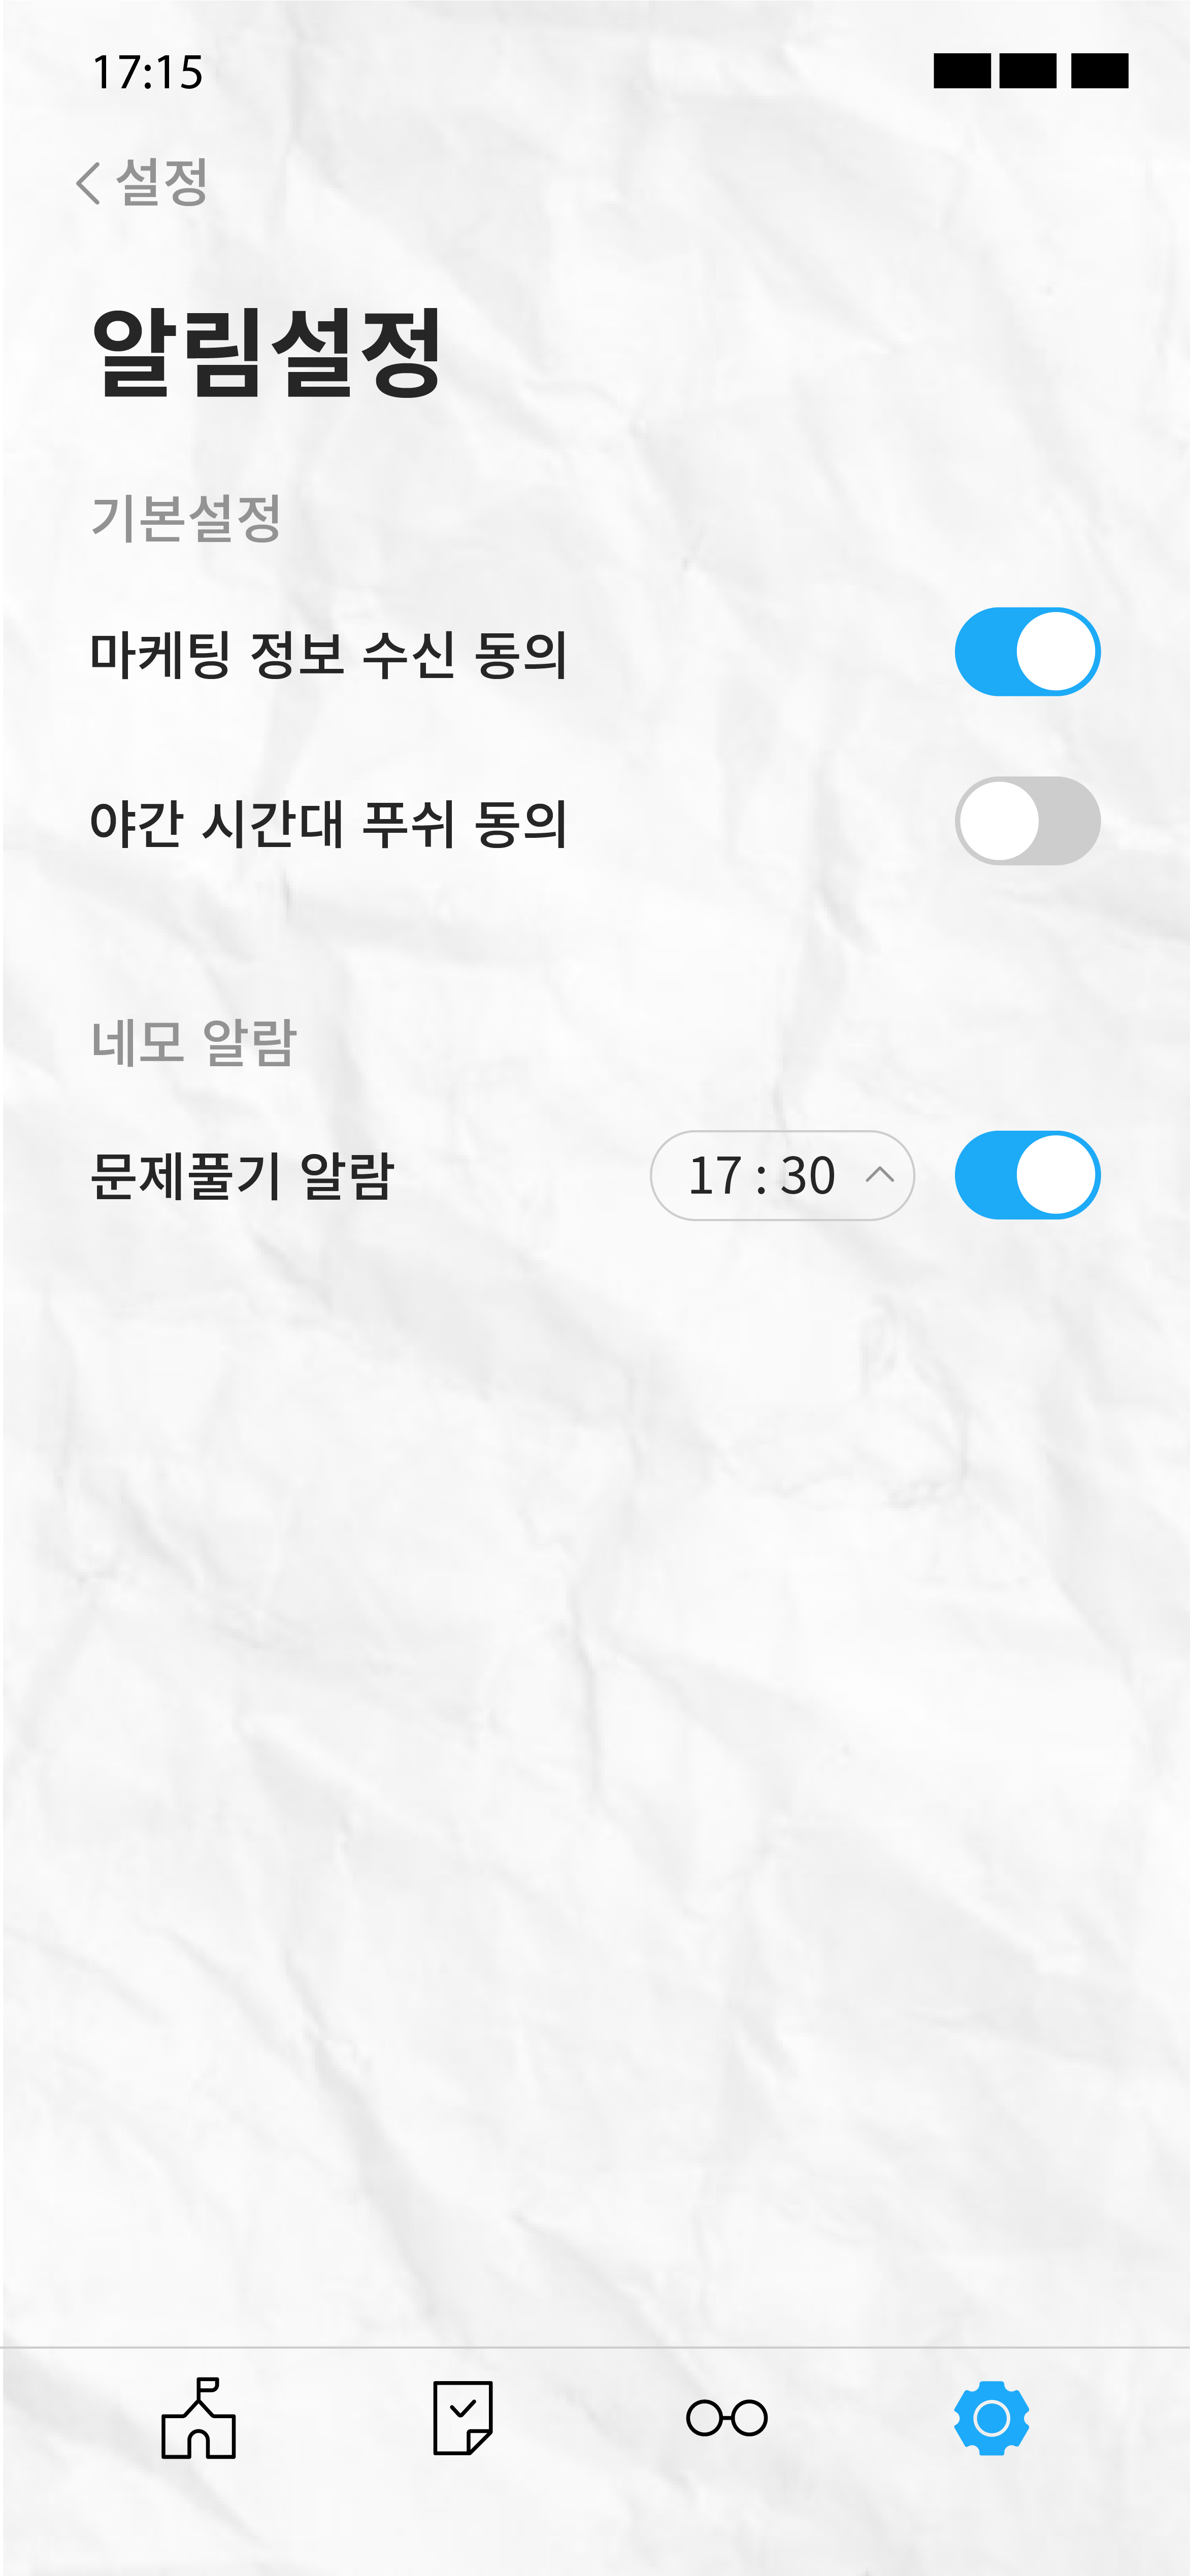 17:15
설정
알림설정
기본설정
마케팅 정보 수신 동의
야간 시간대 푸쉬 동의
네모 알람
문제풀기 알람 17 : 30